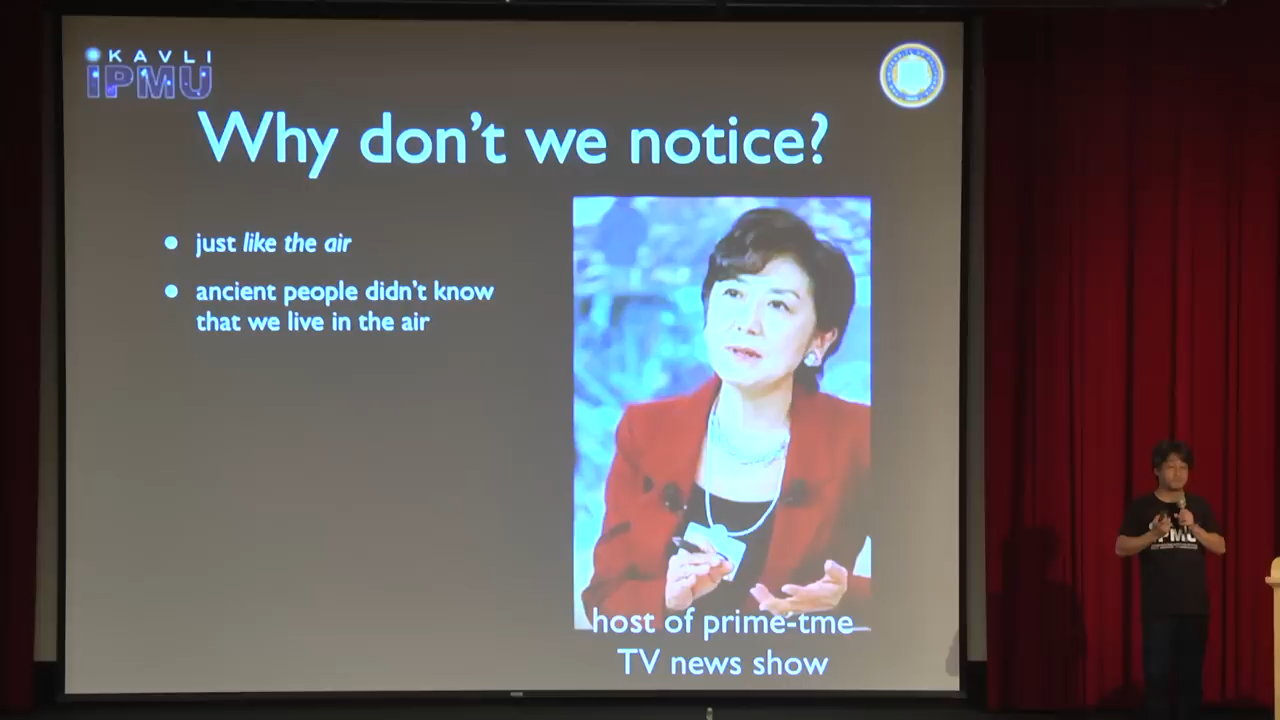 KAVLI
IPMU
Why don't we notice?
just like the air
ancient people didn't know
that we live in the air
host of prime-tme
TV news show
IPMU